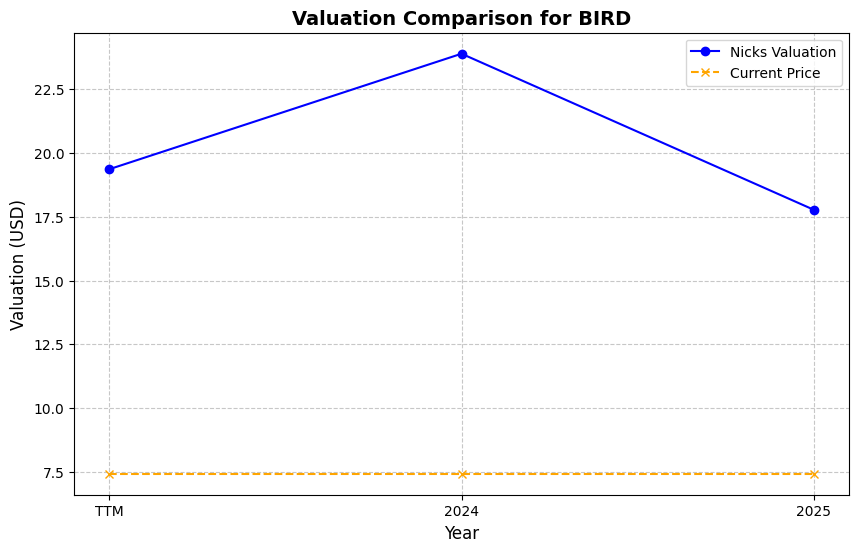 Valuation Comparison for BIRD
Nicks Valuation
Current Price
Valuation (USD)
22.5
20.0
17.5
15.0
12.5
10.0
7.5
TTM
2024
2025
Year